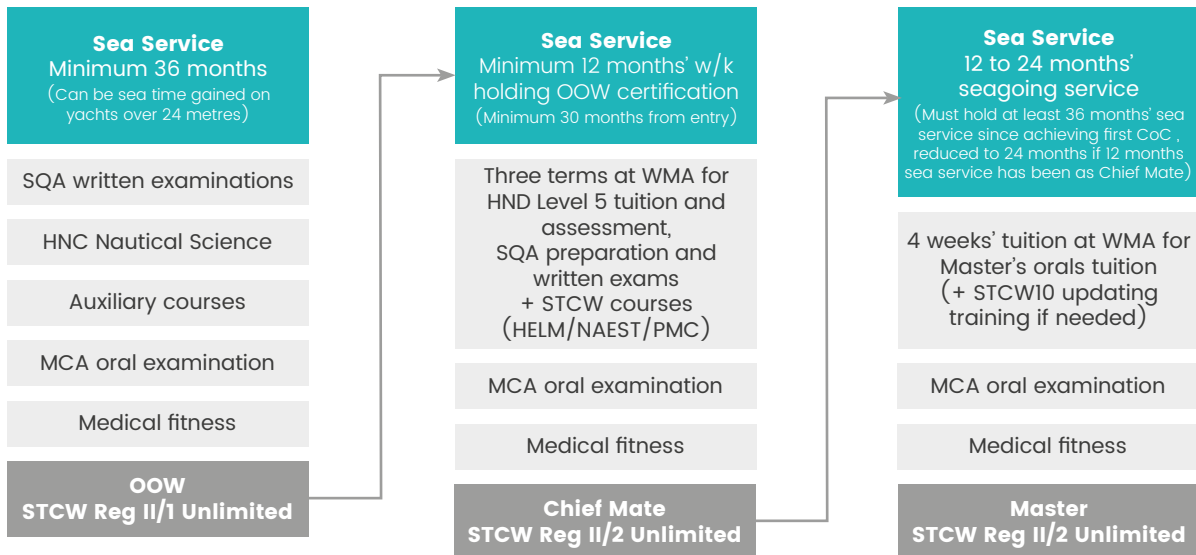 Sea Service
Minimum 36 months
(Can be sea time gained on
yachts over 24 metres)
SQA written examinations
HNC Nautical Science
Auxiliary courses
MCA oral examination
Medical fitness
OOW
STCW Reg II/1 Unlimited
Sea Service
Minimum 12 months' w/k
holding OOW certification
(Minimum 30 months from entry)
Three terms at WMA for
HND Level 5 tuition and
assessment,
SQA preparation and
written exams
+ STCW courses
(HELM/NAEST/PMC)
MCA oral examination
Medical fitness
Chief Mate
STCW Reg II/2 Unlimited
Sea Service
12 to 24 months'
seagoing service
(Must hold at least 36 months' sea
service since achieving first CoC ,
reduced to 24 months if 12 months
sea service has been as Chief Mate)
4 weeks' tuition at WMA for
Master's orals tuition
(+ STCW10 updating
training if needed)
MCA oral examination
Medical fitness
Master
STCW Reg II/2 Unlimited